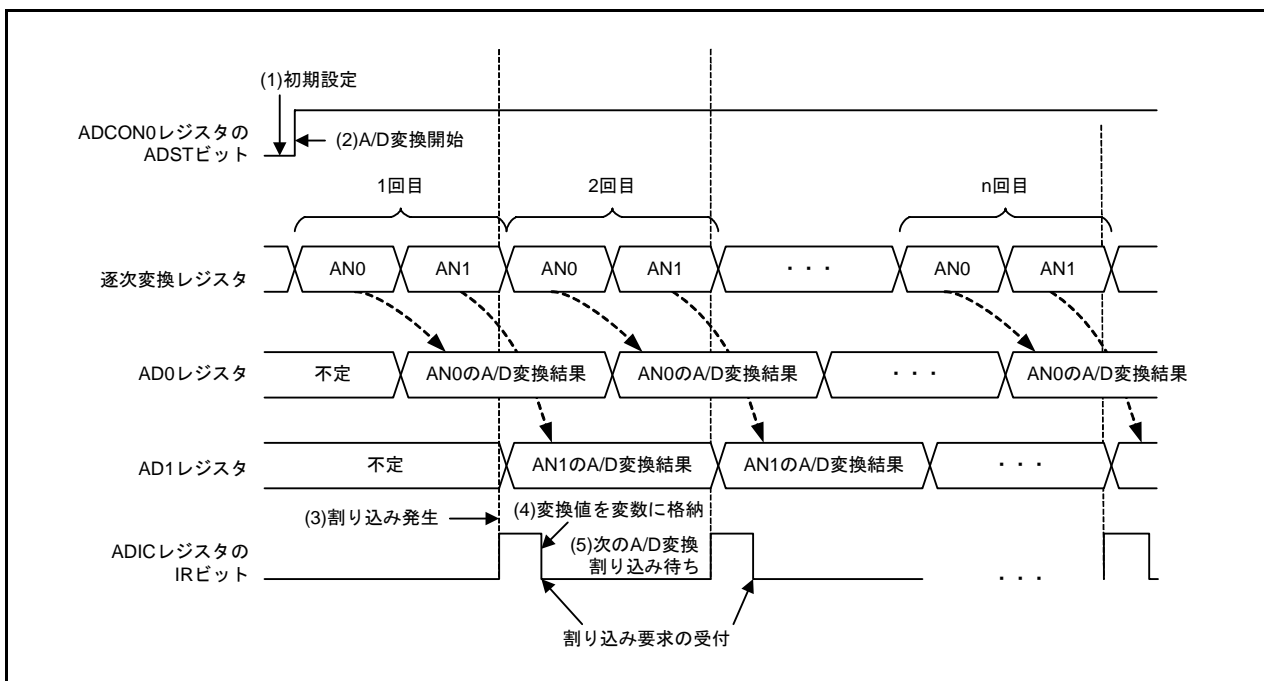 (1)初期設定
ADCON0レジスタの
ADSTビット
(2)A/D変換開始
1回目
2回目
n回目
逐次変換レジスタ
AN0
AN1
AN0
AN1
・・・
AN0
AN1
AD0レジスタ
不定
AN0のA/D変換結果
AN0のA/D変換結果
・・・
AN0のA/D変換結果
AD1レジスタ
不定
AN1のA/D変換結果
AN1のA/D変換結果
・・・
(3)割り込み発生
(4)変換値を変数に格納
ADICレジスタの
IRビット
(5)次のA/D変換
割り込み待ち
・・・
割り込み要求の受付